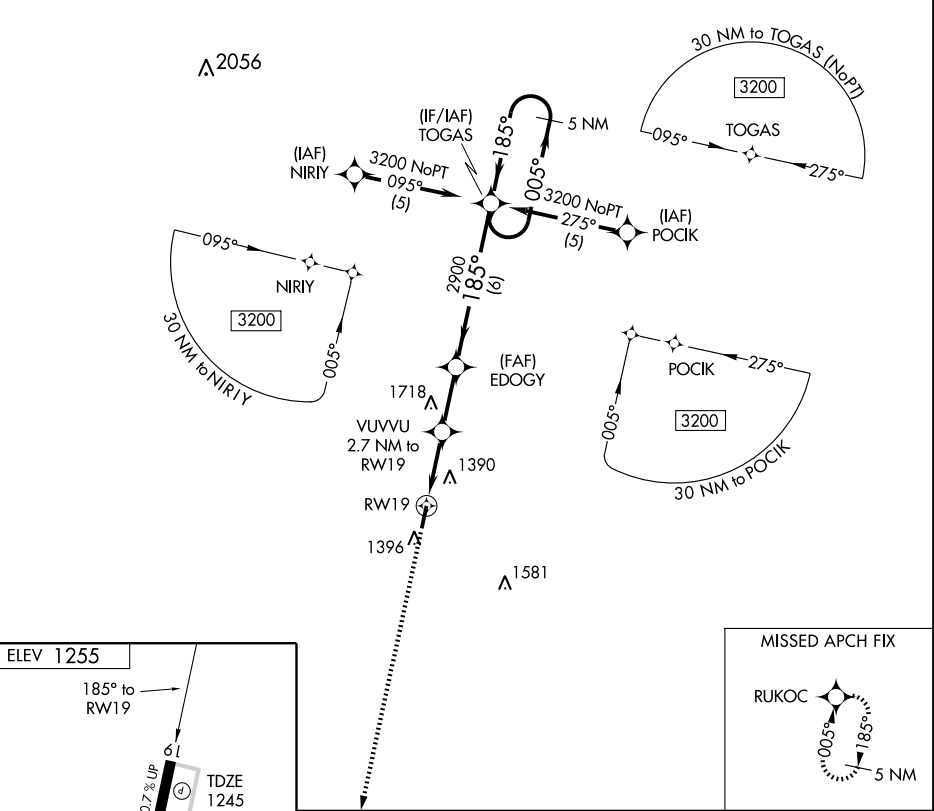 2056
30 NM to TOGAS (NoPT)
3200
TOGAS
095°
275°
(IF/IAF)
TOGAS
185°
005°
5 NM
(IAF)
NIRIY
3200 NoPT
095°
(5)
3200 NoPT
275°
(5)
(IAF)
POCIK
2900
185°
(6)
095°
NIRIY
3200
005°
30 NM to NIRIY
(FAF)
EDOGY
POCIK
275°
3200
005°
30 NM to POCIK
1718
VUVVU
2.7 NM to
RW19
1390
RW19
1396
1581
ELEV 1255
185° to
RW19
19
0.7% UP
P
TDZE
1245
MISSED APCH FIX
RUKOC
005°
185°
5 NM